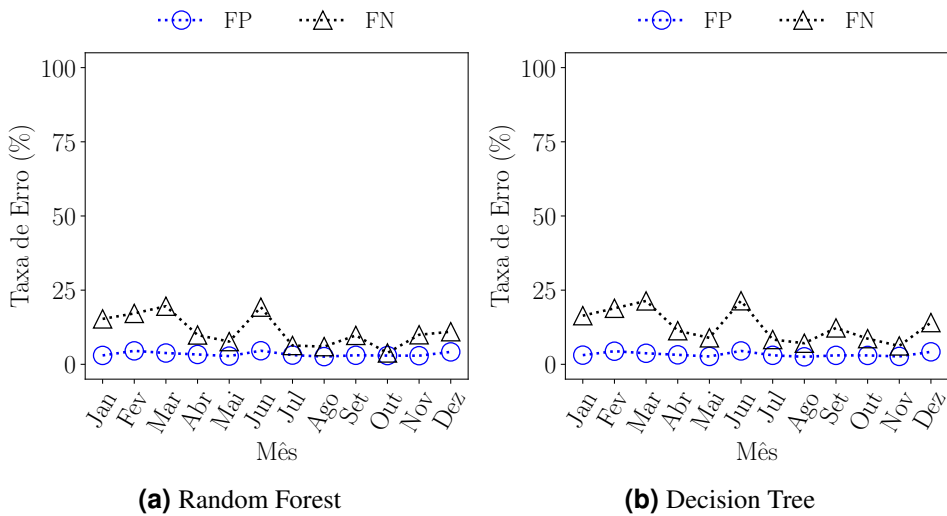 FP FN
Taxa de Erro (%)
100
75
50
25
0
Jan Fev Mar Abr Mai Jun Jul Ago Set Out Nov Dez
Mês
(a) Random Forest
FP FN
Taxa de Erro (%)
100
75
50
25
0
Jan Fev Mar Abr Mai Jun Jul Ago Set Out Nov Dez
Mês
(b) Decision Tree